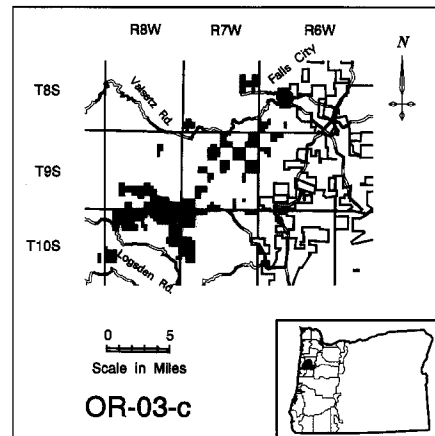 R8W R7W R6W
N
T8S
Valsetz Rd.
Falls City
T9S
T10S
Logsden Rd.
0 5
Scale in Miles
OR-03-c